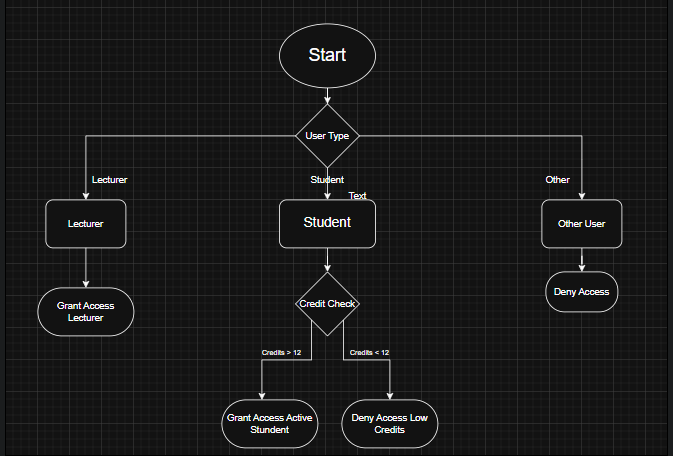 Start
User Type
Lecturer
Student
Other
Text
Lecturer
Student
Other User
Grant Access
Lecturer
Credit Check
Deny Access
Credits > 12
Credits < 12
Grant Access Active
Stundent
Deny Access Low
Credits